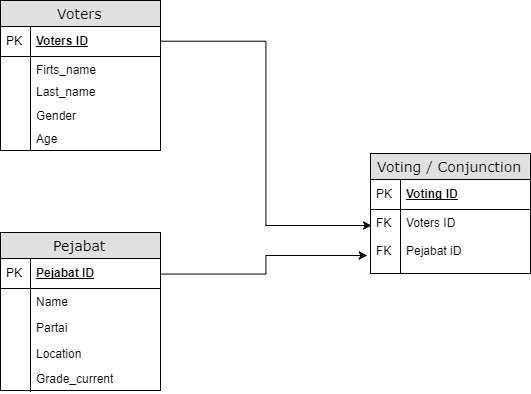 Voters
PK Voters ID
Firts_name
Last_name
Gender
Age
Voting / Conjunction
PK Voting ID
FK Voters ID
FK Pejabat iD
Pejabat
PK Pejabat ID
Name
Partai
Location
Grade_current